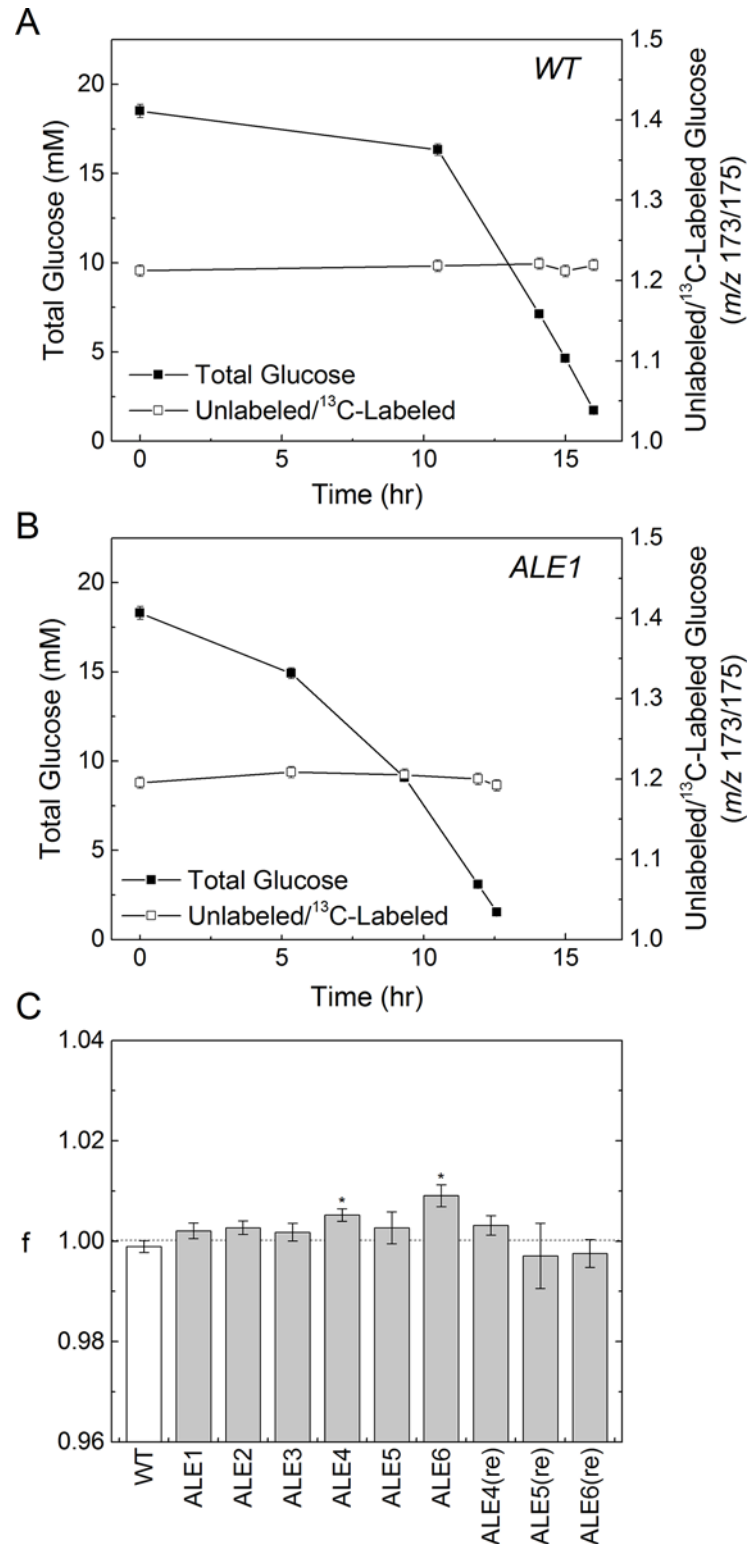 A
WT
Total Glucose (mM)
20
15
10
5
0
Total Glucose
Unlabeled/¹³C-Labeled
1.5
1.4
1.3
1.2
1.1
1.0
Unlabeled/¹³C-Labeled Glucose
(m/z 173/175)
0 5 10 15
Time (hr)
B
ALE1
Total Glucose (mM)
20
15
10
5
0
Total Glucose
Unlabeled/¹³C-Labeled
1.5
1.4
1.3
1.2
1.1
1.0
Unlabeled/¹³C-Labeled Glucose
(m/z 173/175)
0 5 10 15
Time (hr)
C
f
1.04
1.02
1.00
0.98
0.96
*
*
WT
ALE1
ALE2
ALE3
ALE4
ALE5
ALE6
ALE4(re)
ALE5(re)
ALE6(re)